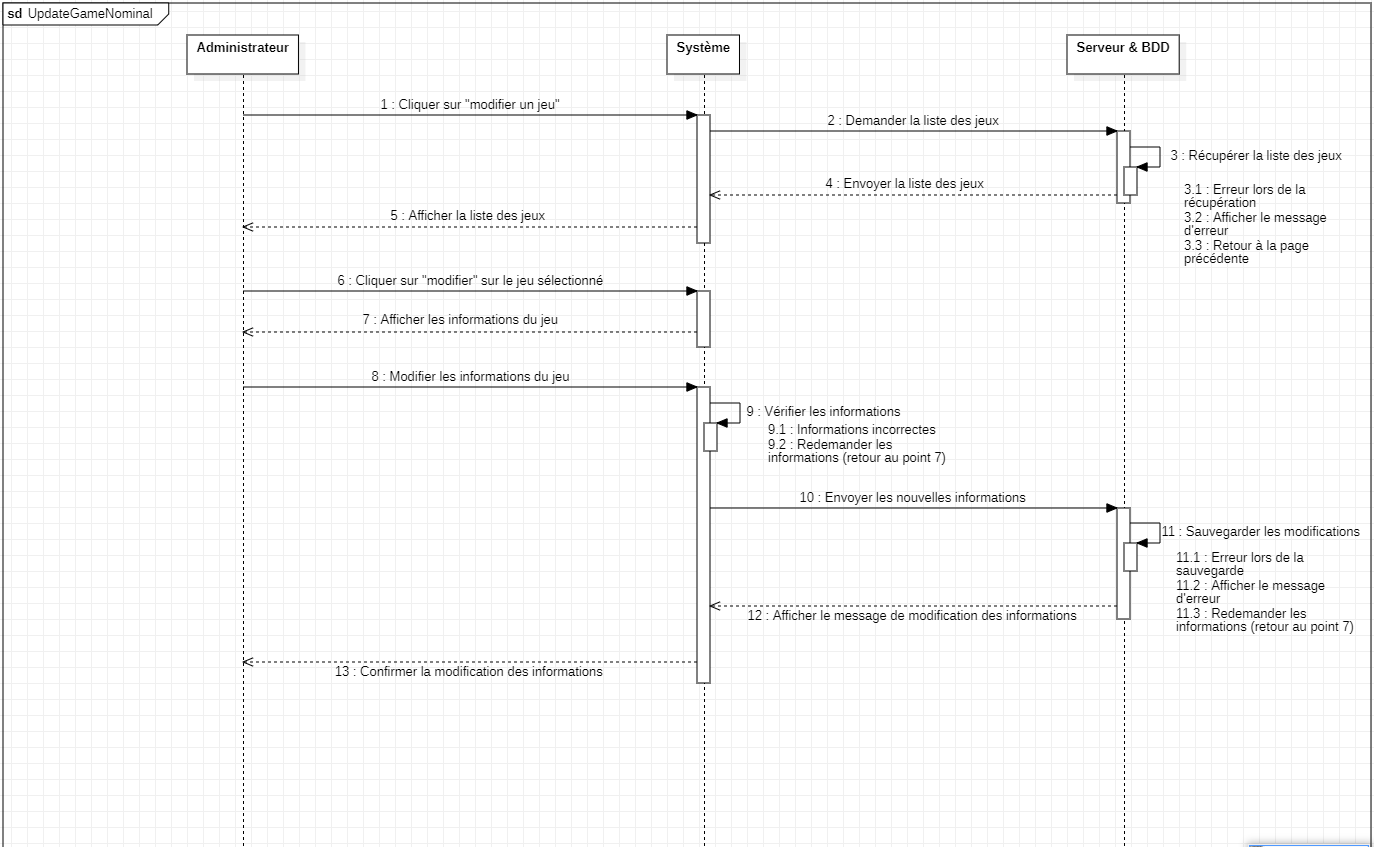 sd UpdateGameNominal
Administrateur
Système
Serveur & BDD
1 : Cliquer sur "modifier un jeu"
2 : Demander la liste des jeux
3 : Récupérer la liste des jeux
4 : Envoyer la liste des jeux
3.1 : Erreur lors de la
récupération
3.2 : Afficher le message
d'erreur
3.3 : Retour à la page
précédente
5 : Afficher la liste des jeux
6 : Cliquer sur "modifier" sur le jeu sélectionné
7 : Afficher les informations du jeu
8 : Modifier les informations du jeu
9 : Vérifier les informations
9.1 : Informations incorrectes
9.2 : Redemander les
informations (retour au point 7)
10 : Envoyer les nouvelles informations
11 : Sauvegarder les modifications
11.1 : Erreur lors de la
sauvegarde
11.2 : Afficher le message
d'erreur
11.3 : Redemander les
informations (retour au point 7)
12 : Afficher le message de modification des informations
13 : Confirmer la modification des informations